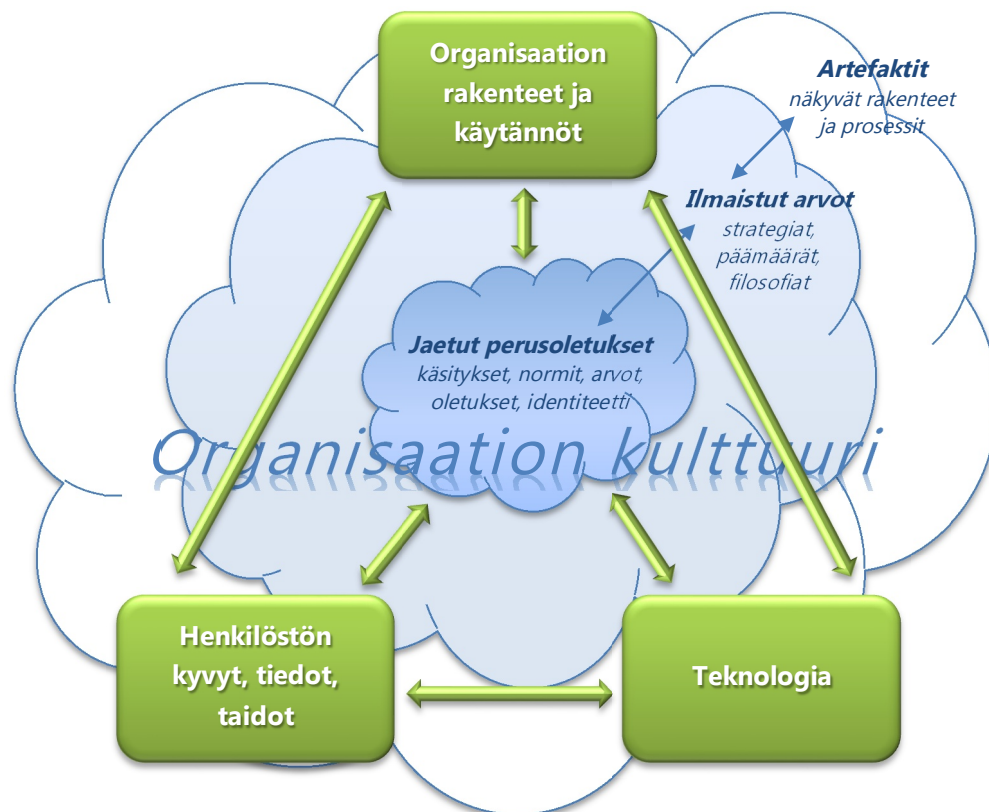 Organisaation
rakenteet ja
käytännöt
Artefaktit
näkyvät rakenteet
ja prosessit
Ilmaistut arvot
strategiat,
päämäärät,
filosofiat
Jaetut perusoletukset
käsitykset, normit, arvot,
oletukset, identiteetti
Organisaation kulttuuri
Henkilöstön
kyvyt, tiedot,
taidot
Teknologia